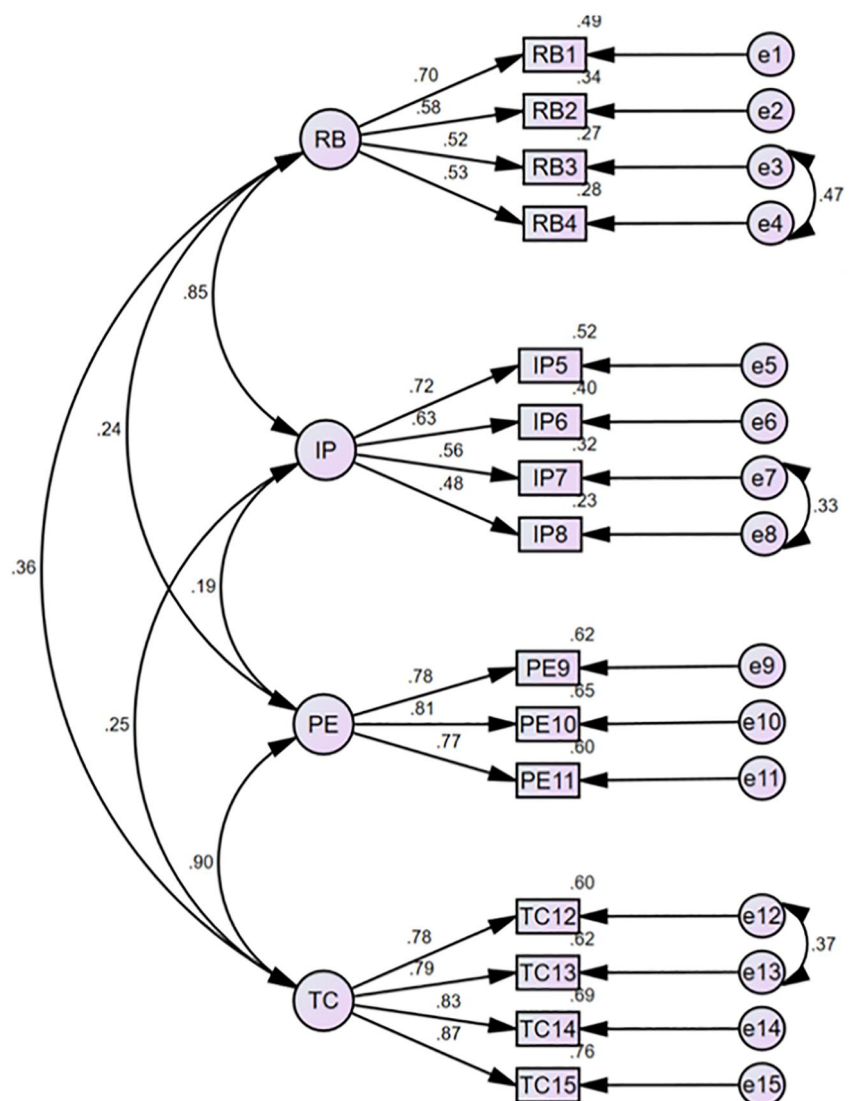 .49
RB1
e1
.70
.34
.58
RB2
e2
.27
RB
.52
RB3
e3
.28
.53
.47
RB4
e4
.85
.52
IP5
e5
.72
.40
.63
IP6
e6
.24
.32
IP
.56
IP7
e7
.48
.23
.33
IP8
e8
.36
.19
.62
PE9
e9
.78
.65
.81
PE
PE10
e10
.25
.77
.60
PE11
e11
.90
.60
TC12
e12
.78
.62
.37
.79
TC13
e13
.69
TC
.83
TC14
e14
.87
.76
TC15
e15